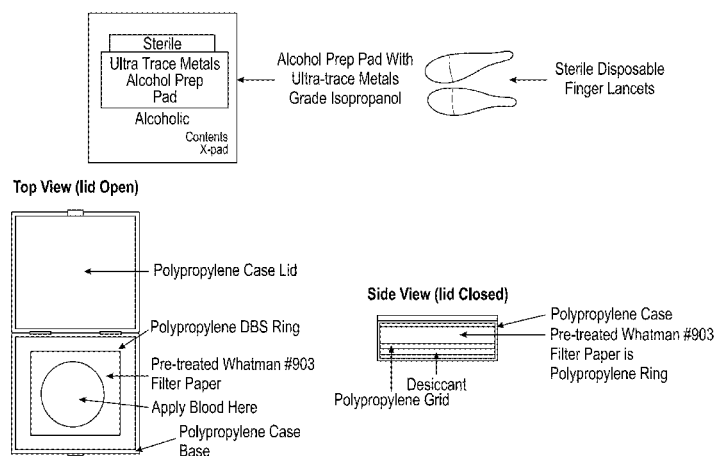 Sterile
Ultra Trace Metals
Alcohol Prep
Pad
Alcoholic
Contents
X-pad
Alcohol Prep Pad With
Ultra-trace Metals
Grade Isopropanol
Sterile Disposable
Finger Lancets
Top View (lid Open)
Polypropylene Case Lid
Polypropylene DBS Ring
Pre-treated Whatman #903
Filter Paper
Apply Blood Here
Polypropylene Case
Base
Side View (lid Closed)
Polypropylene Case
Pre-treated Whatman #903
Filter Paper is
Polypropylene Ring
Desiccant
Polypropylene Grid